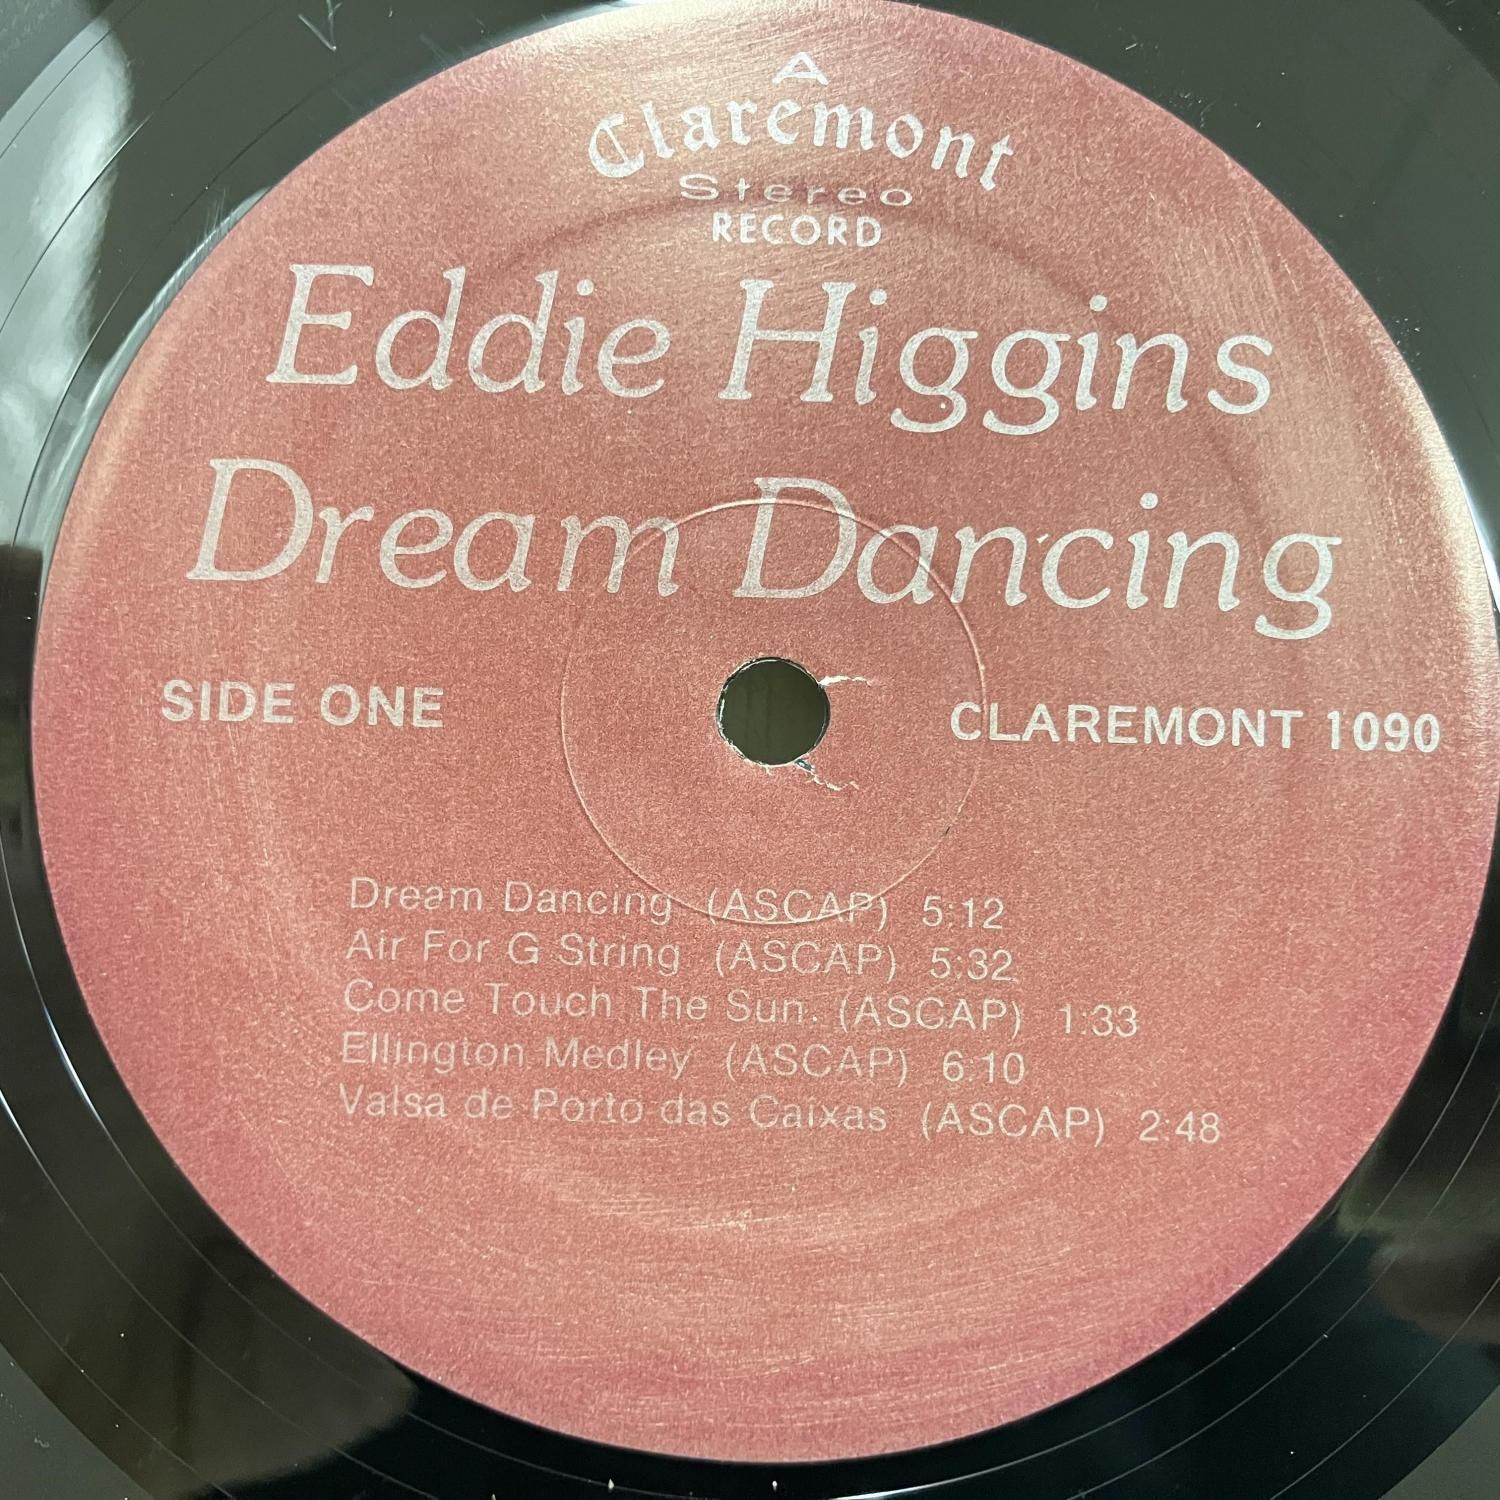 A
Claremont
Stereo
RECORD
Eddie Higgins
Dream Dancing
SIDE ONE
CLAREMONT 1090
Dream Dancing (ASCAP) 5:12
Air For G String (ASCAP) 5:32
Come Touch The Sun. (ASCAP) 1:33
Ellington Medley (ASCAP) 6:10
Valsa de Porto das Caixas (ASCAP) 2:48